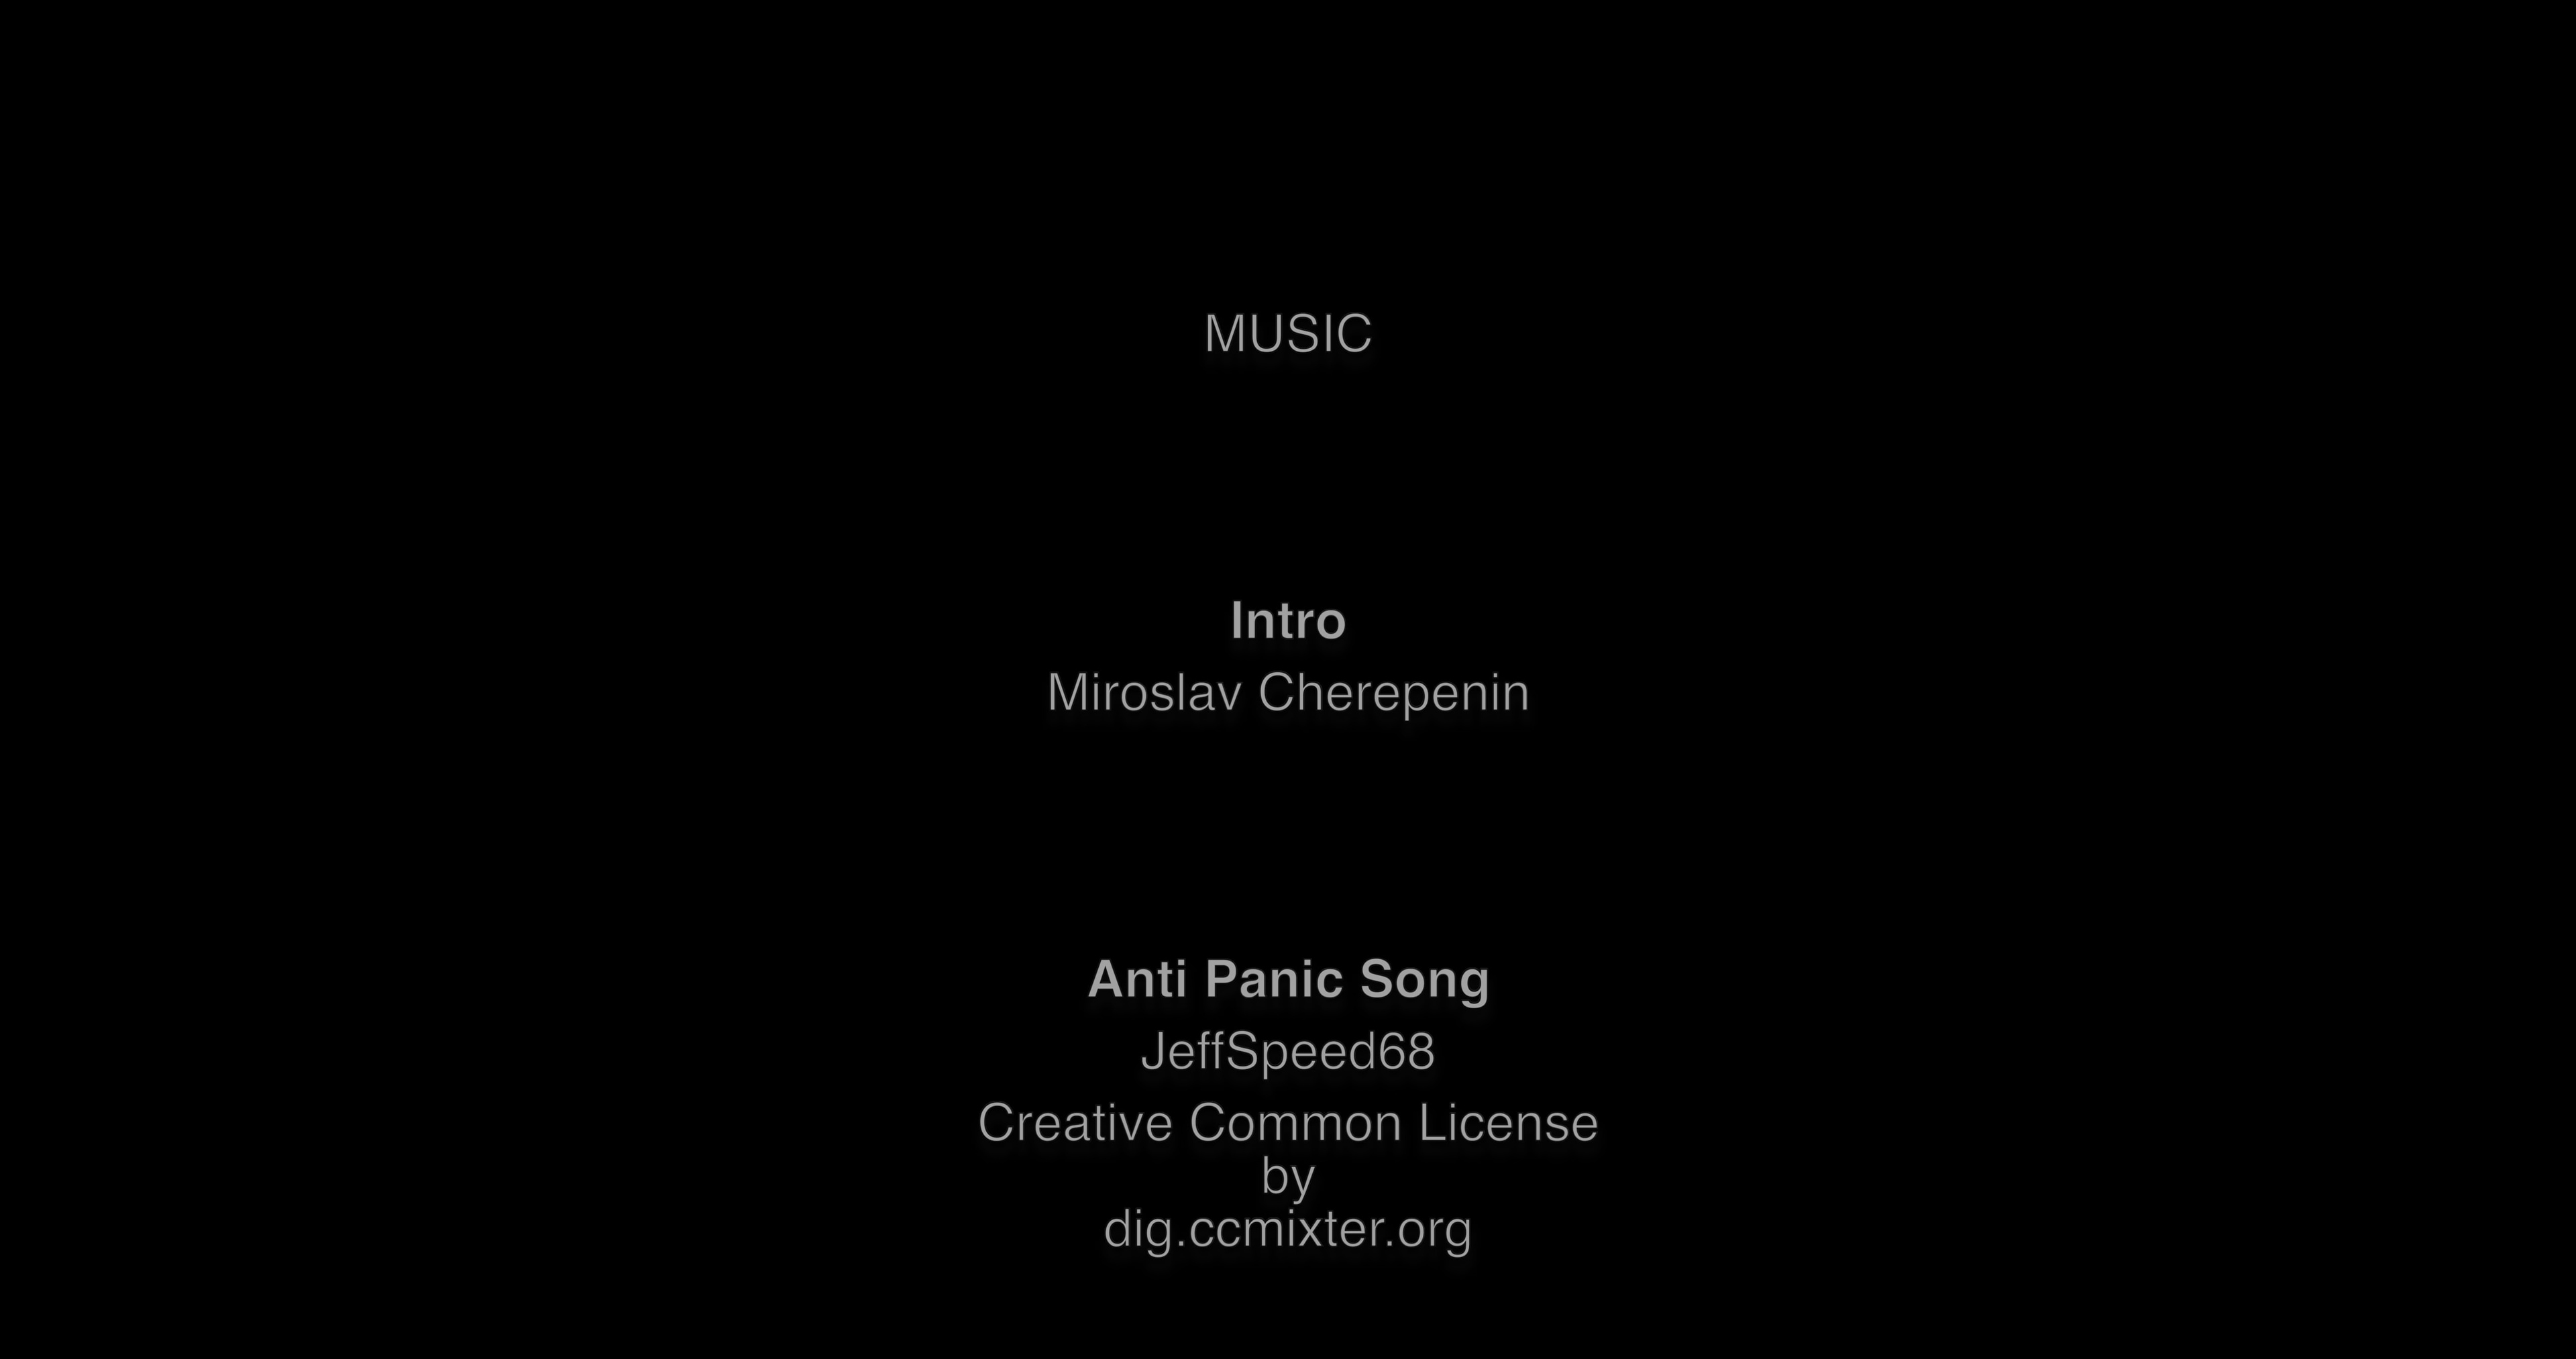 MUSIC
Intro
Miroslav Cherepenin
Anti Panic Song
JeffSpeed68
Creative Common License
by
dig.ccmixter.org